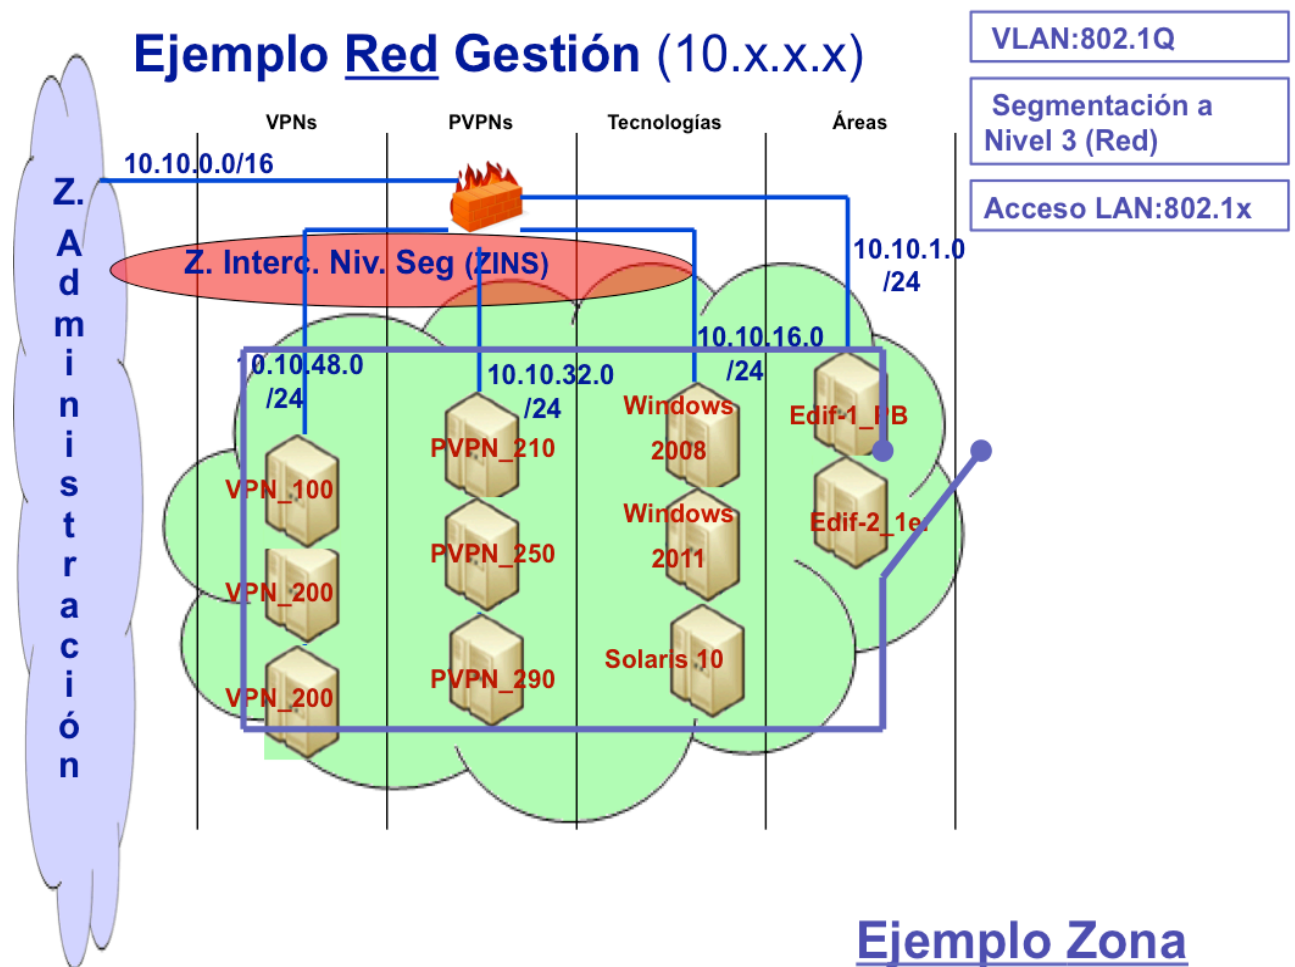 Ejemplo Red Gestión (10.x.x.x)
VLAN:802.1Q
Segmentación a
Nivel 3 (Red)
Acceso LAN:802.1x
VPNs
PVPNs
Tecnologías
Áreas
10.10.0.0/16
Z.
A
d
m
i
n
i
s
t
r
a
c
i
ó
n
Z. Interc. Niv. Seg (ZINS)
10.10.1.0
/24
10.10.16.0
/24
0.10.48.0
/24
10.10.32.0
/24
VPN_100
VPN_200
VPN_200
PVPN_210
PVPN_250
PVPN_290
Windows
2008
Windows
2011
Solaris 10
Edif-1_PB
Edif-2_1er
Ejemplo Zona